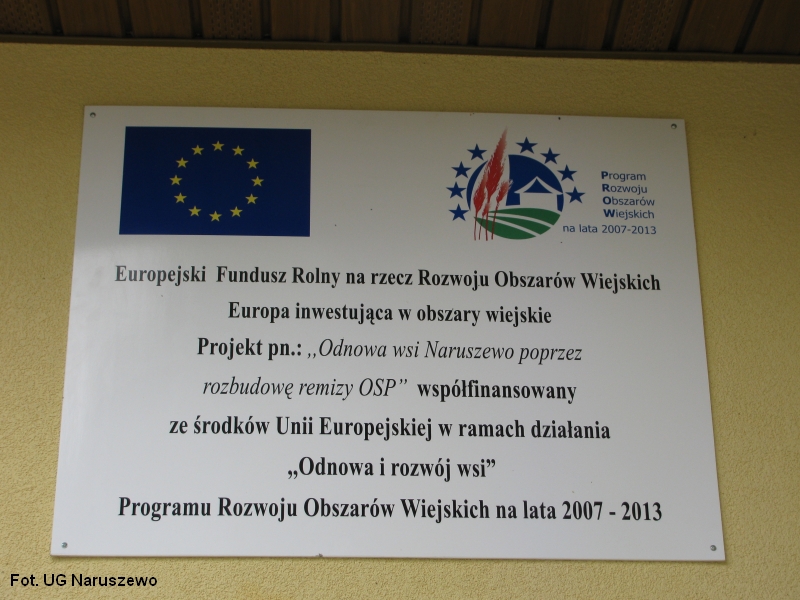 Program
Rozwoju
Obszarów
Wiejskich
na lata 2007-2013
Europejski Fundusz Rolny na rzecz Rozwoju Obszarów Wiejskich
Europa inwestująca w obszary wiejskie
Projekt pn.: ,,Odnowa wsi Naruszewo poprzez
rozbudowę remizy OSP” współfinansowany
ze środków Unii Europejskiej w ramach działania
„Odnowa i rozwój wsi”
Programu Rozwoju Obszarów Wiejskich na lata 2007 - 2013
Fot. UG Naruszewo